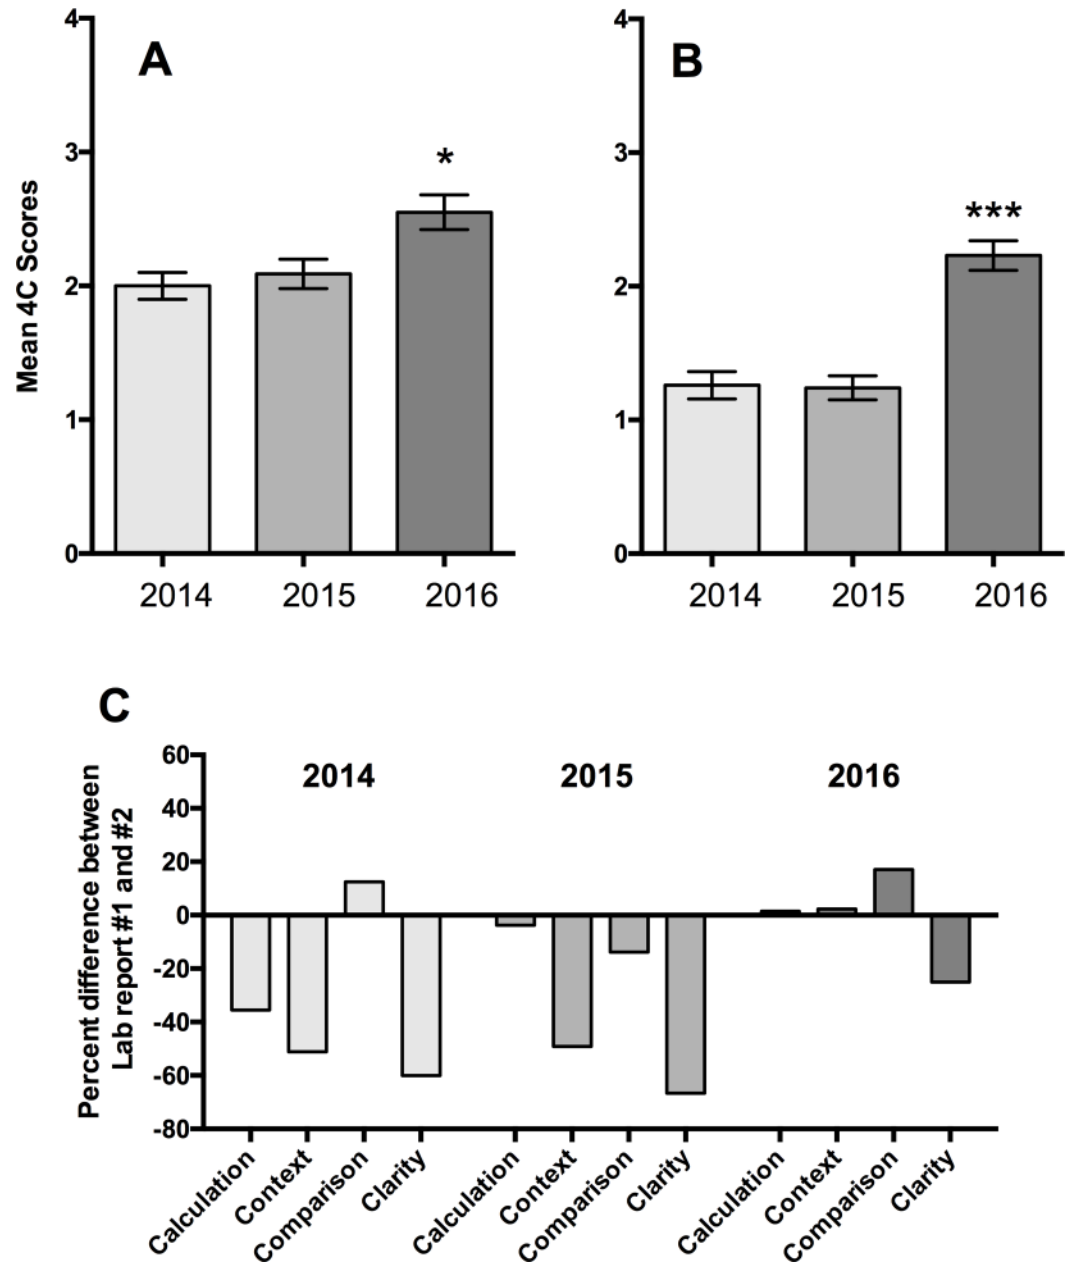 A
B
Mean 4C Scores
4
3
2
1
0
*
2014
2015
2016
4
3
2
1
0
***
2014
2015
2016
C
Percent difference between
Lab report #1 and #2
60
40
20
0
-20
-40
-60
-80
2014
2015
2016
Calculation
Context
Comparison
Clarity
Calculation
Context
Comparison
Clarity
Calculation
Context
Comparison
Clarity